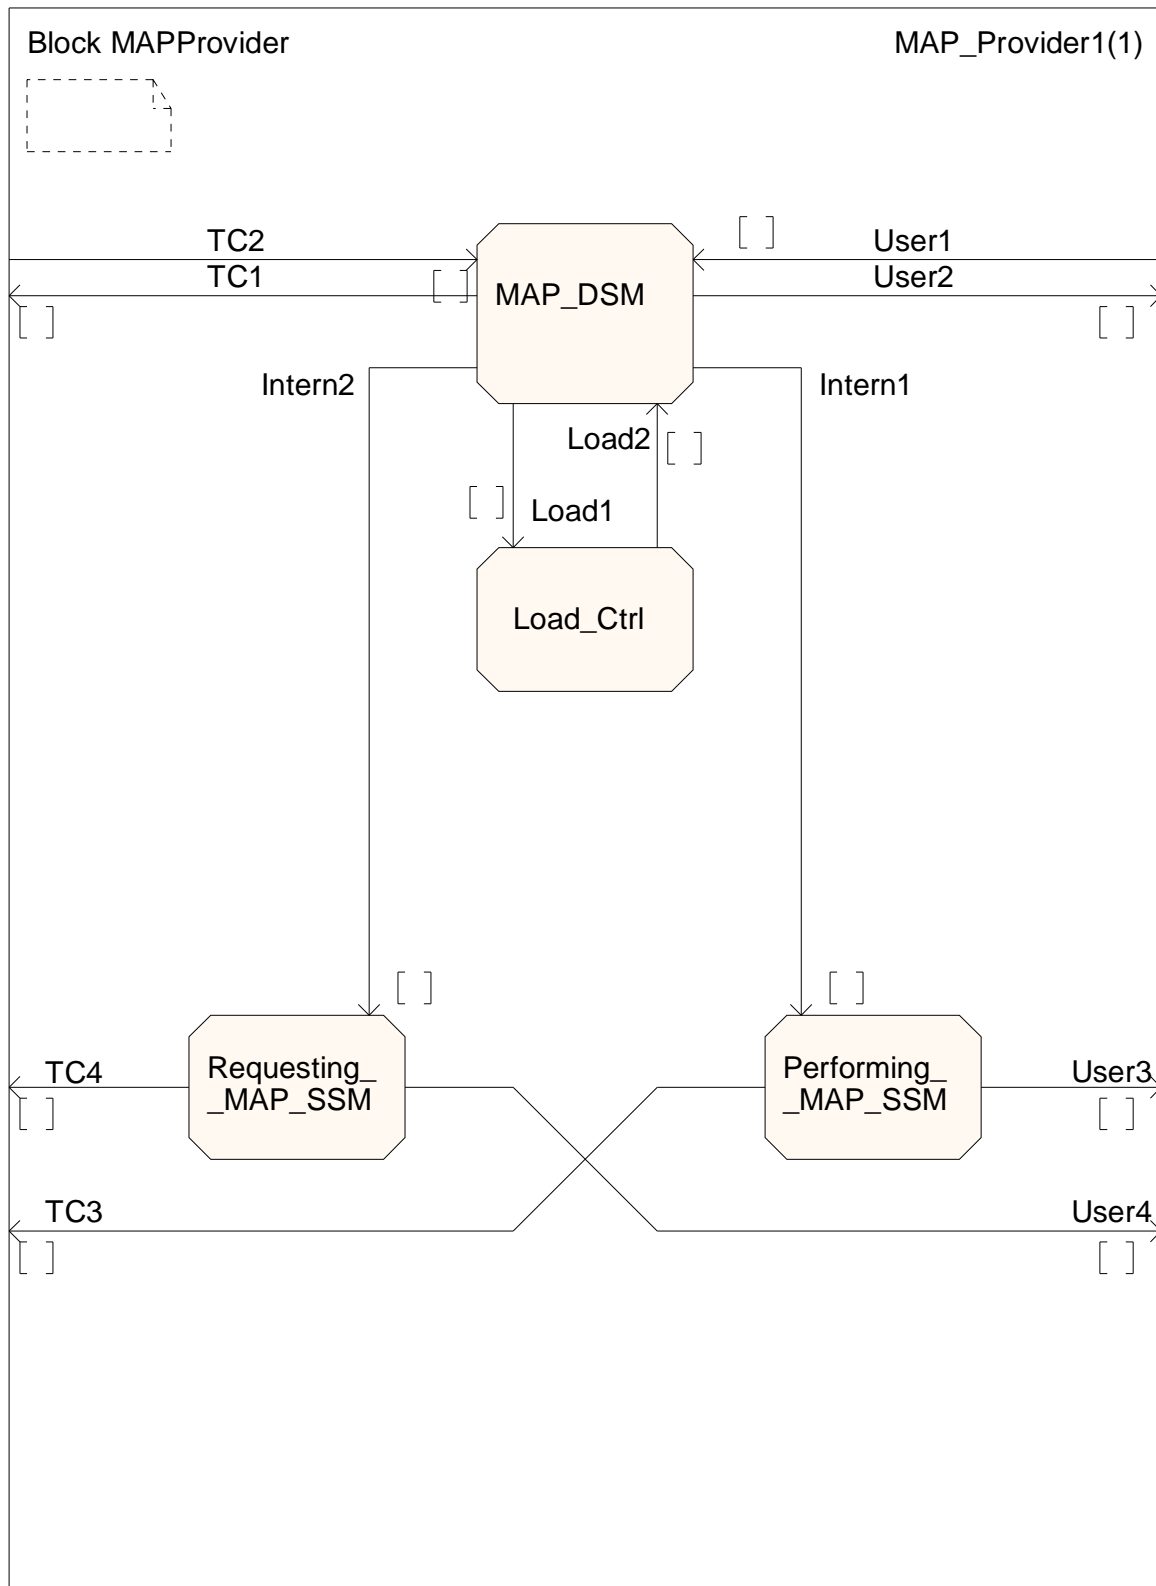 Block MAPProvider
MAP_Provider1(1)
TC2
[ ]
User1
TC1
[ ]
MAP_DSM
User2
[ ]
[ ]
Intern2
Intern1
Load2
[ ]
[ ]
Load1
Load_Ctrl
[ ]
[ ]
TC4
Requesting_
_MAP_SSM
Performing_
_MAP_SSM
User3
[ ]
[ ]
TC3
User4
[ ]
[ ]